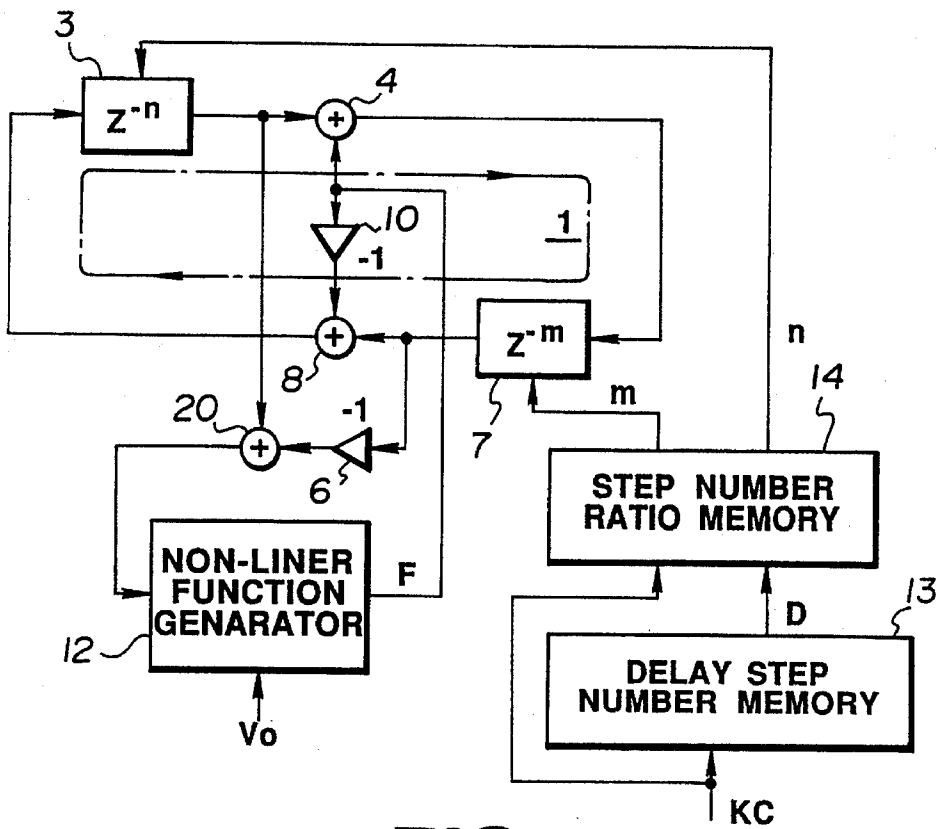 3
4
z⁻ⁿ
10
-1
1
8
z⁻ᵐ
n
7
m
14
20
-1
6
STEP NUMBER
RATIO MEMORY
NON-LINER
FUNCTION
GENARATOR
F
12
D
13
DELAY STEP
NUMBER MEMORY
Vo
KC